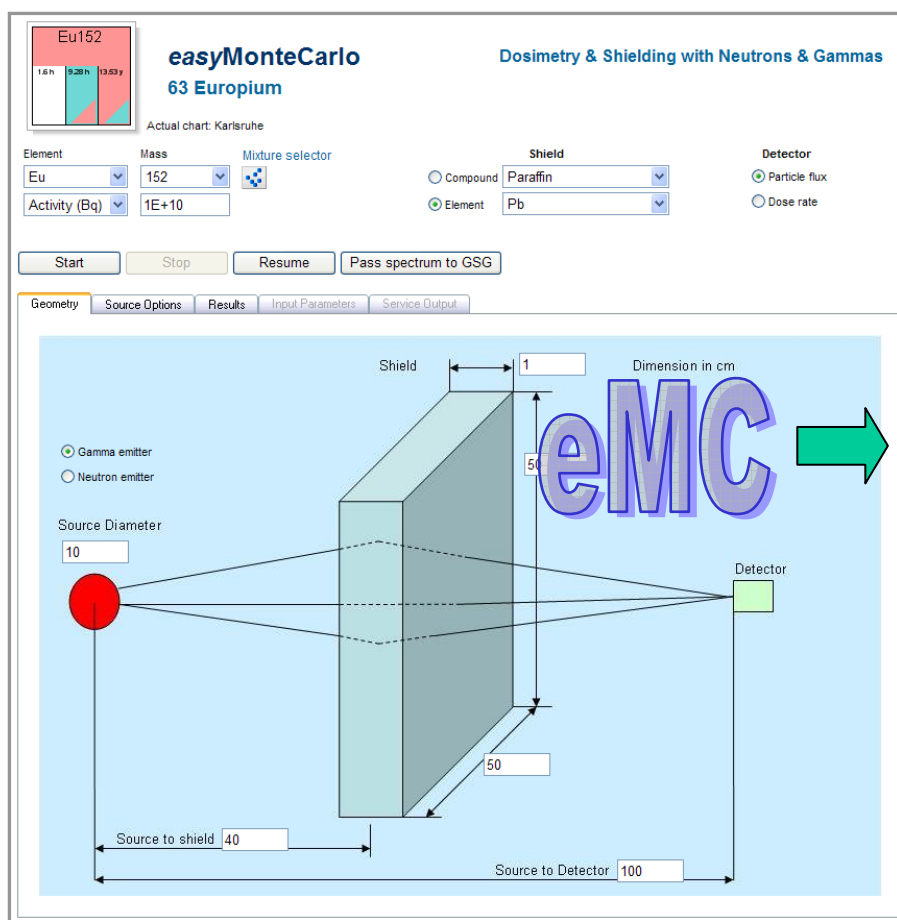 Eu152
1.6 h 9.28 h 13.53 y
easyMonteCarlo
Dosimetry & Shielding with Neutrons & Gammas
63 Europium
Actual chart: Karlsruhe
Element Mass Mixture selector Shield Detector
Eu 152 Compound Paraffin Particle flux
Activity (Bq) 1E+10 Element Pb Dose rate
Start Stop Resume Pass spectrum to GSG
Geometry Source Options Results Input Parameters Service Output
Shield 1 Dimension in cm
eMC
Gamma emitter
50
Neutron emitter
Source Diameter
10
Detector
50
Source to shield 40
Source to Detector 100